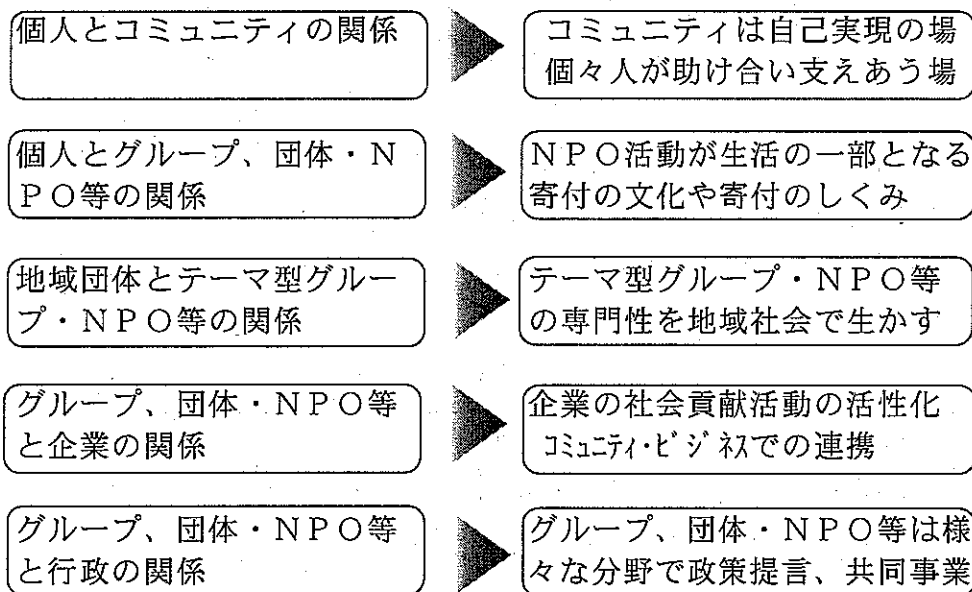 個人とコミュニティの関係
コミュニティは自己実現の場
個々人が助け合い支えあう場
個人とグループ、団体・N
PO等の関係
NPO活動が生活の一部となる
寄付の文化や寄付のしくみ
地域団体とテーマ型グルー
プ・NPO等の関係
テーマ型グループ・NPO等
の専門性を地域社会で生かす
グループ、団体・NPO等
と企業の関係
企業の社会貢献活動の活性化
コミュニティ・ビジネスでの連携
グループ、団体・NPO等
と行政の関係
グループ、団体・NPO等は様
々な分野で政策提言、共同事業